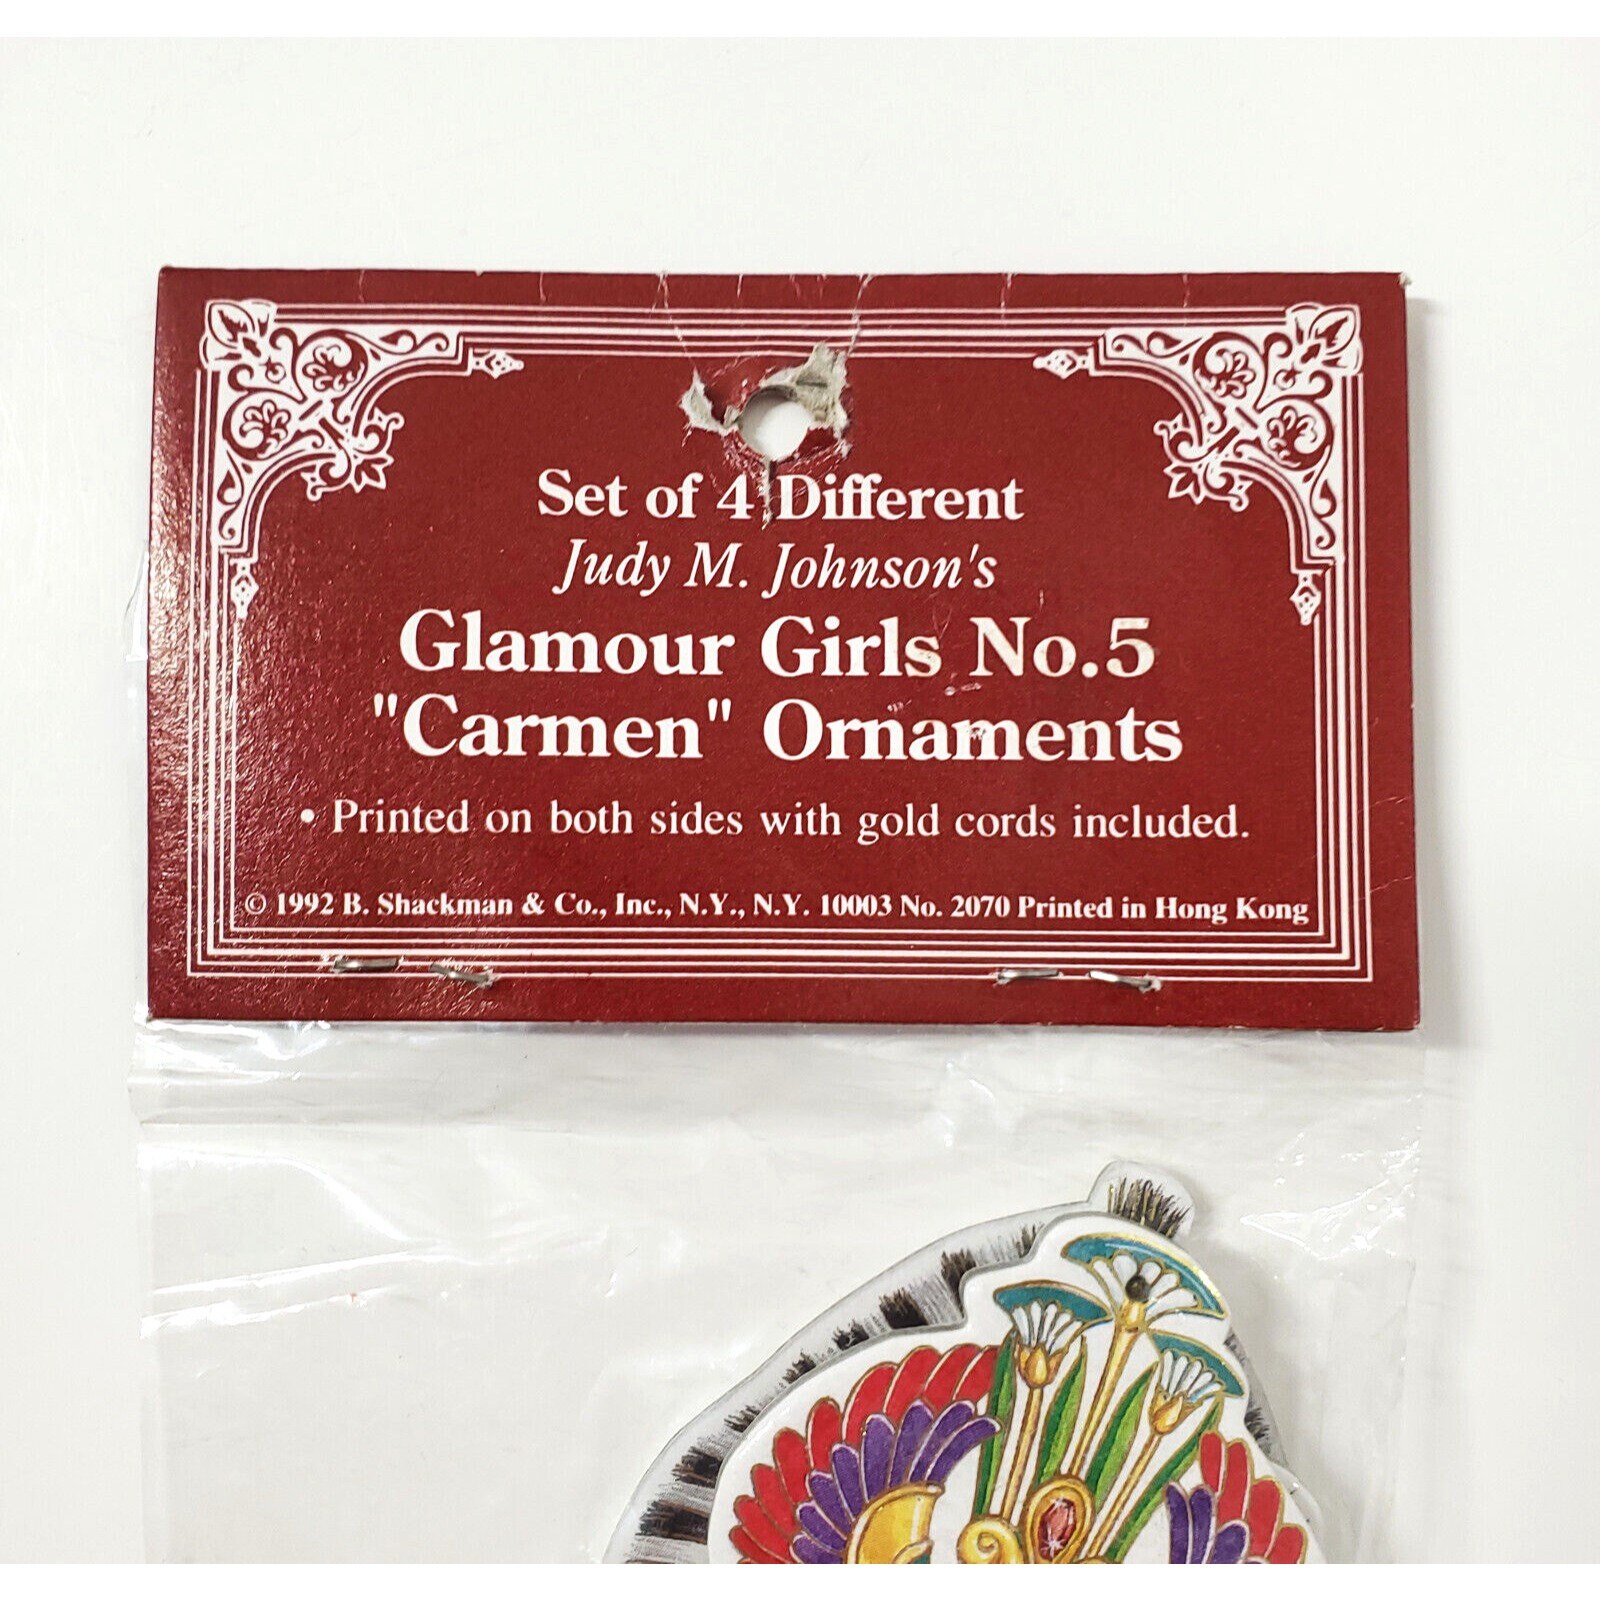 Set of 4 Different
Judy M. Johnson's
Glamour Girls No.5
"Carmen" Ornaments
• Printed on both sides with gold cords included.
© 1992 B. Shackman & Co., Inc., N.Y., N.Y. 10003 No. 2070 Printed in Hong Kong